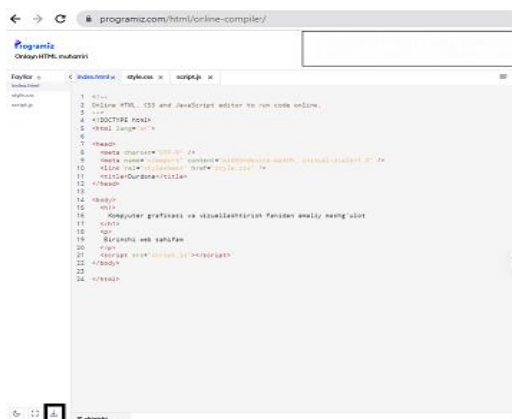 programiz.com/html/online-compiler/
Programiz
Onlayn HTML muharriri
Fayllar
index.html
style.css
script.js
index.html x style.css x script.js x
1 <!--
2 Online HTML, CSS and JavaScript editor to run code online.
3 -->
4 <!DOCTYPE html>
5 <html lang="en">
6
7 <head>
8 <meta charset="UTF-8" />
9 <meta name="viewport" content="width=device-width, initial-scale=1.0" />
10 <link rel="stylesheet" href="style.css" />
11 <title>Durdona</title>
12 </head>
13
14 <body>
15 <h1>
16 Kompyuter grafikasi va vizuallashtirish fanidan amaliy mashg'ulot
17 </h1>
18 <p>
19 Birinchi web sahifam
20 </p>
21 <script src="script.js"></script>
22 </body>
23
24 </html>